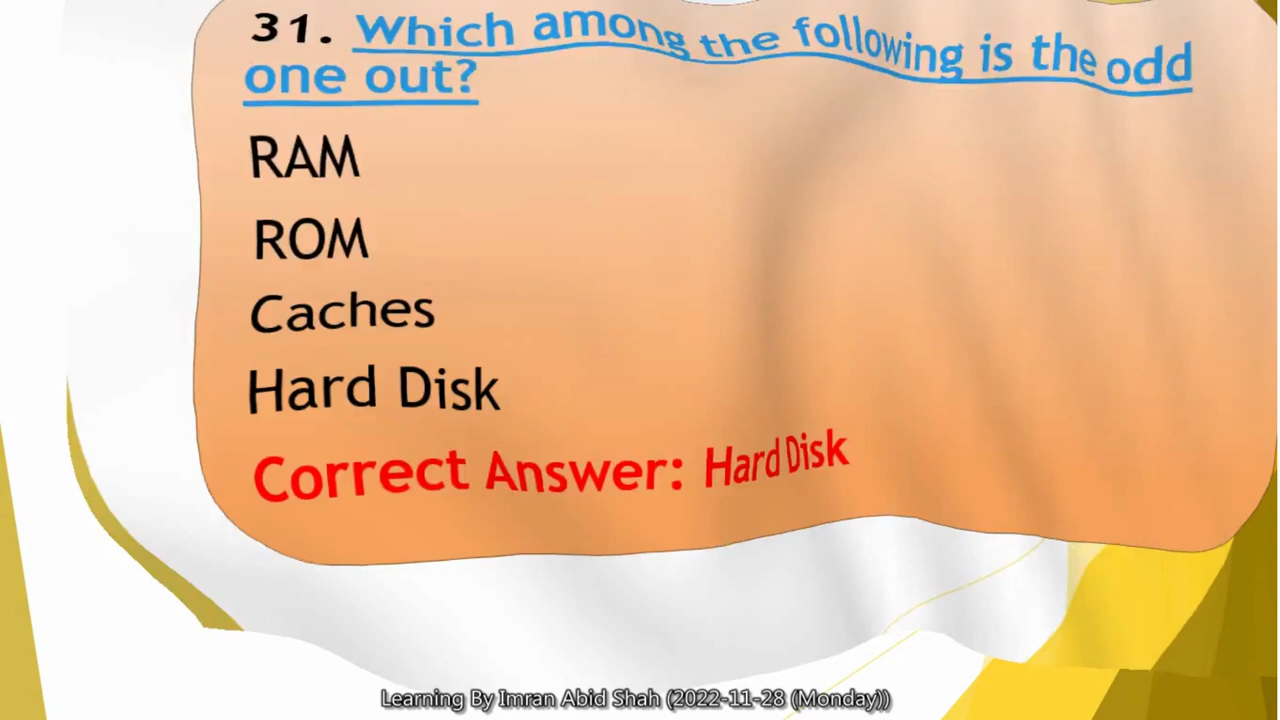 31. Which among the following is the odd
one out?
RAM
ROM
Caches
Hard Disk
Correct Answer: Hard Disk
Learning By Imran Abid Shah (2022-11-28 (Monday))